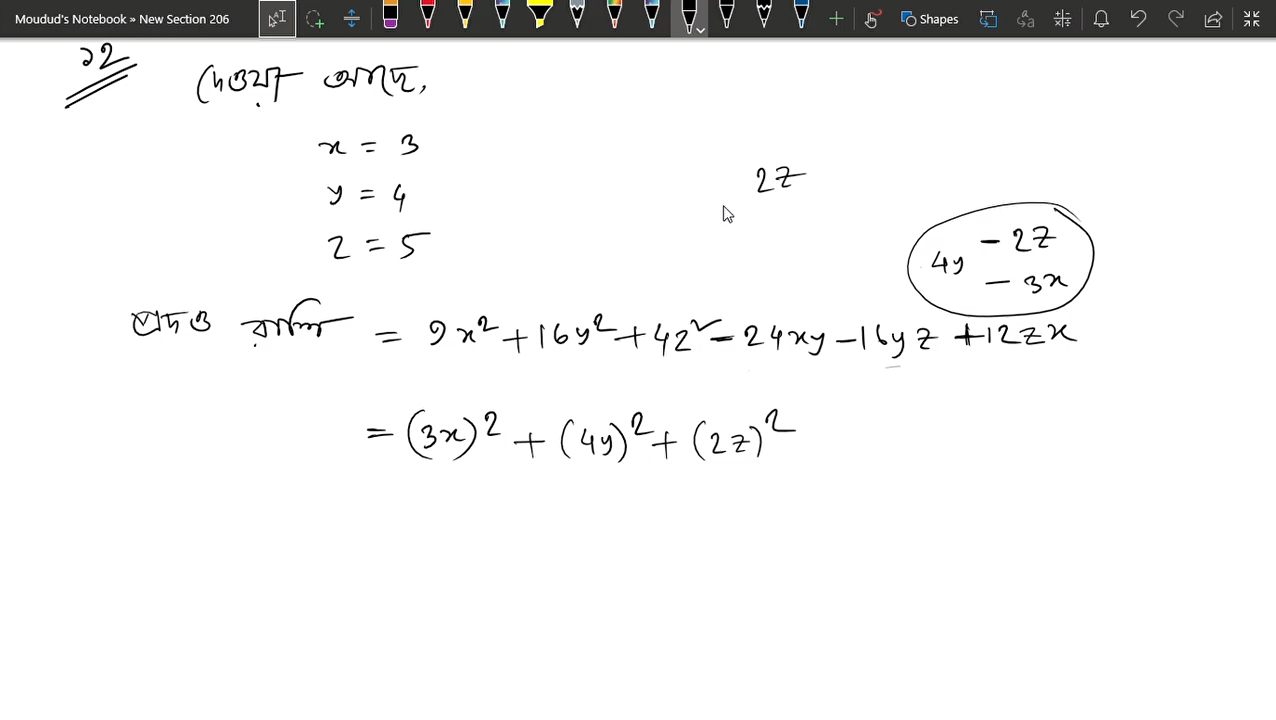 Moudud's Notebook » New Section 206
Shapes
১2
দেওয়া আছে,
x = 3
y = 4
z = 5
2z
4y - 2z
- 3x
প্রদত্ত রাশি = 9x² + 16y² + 4z² - 24xy - 16yz + 12zx
= (3x)² + (4y)² + (2z)²